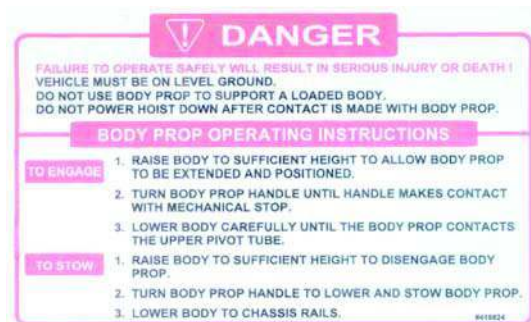 DANGER
FAILURE TO OPERATE SAFELY WILL RESULT IN SERIOUS INJURY OR DEATH !
VEHICLE MUST BE ON LEVEL GROUND.
DO NOT USE BODY PROP TO SUPPORT A LOADED BODY.
DO NOT POWER HOIST DOWN AFTER CONTACT IS MADE WITH BODY PROP.
BODY PROP OPERATING INSTRUCTIONS
TO ENGAGE
1. RAISE BODY TO SUFFICIENT HEIGHT TO ALLOW BODY PROP
TO BE EXTENDED AND POSITIONED.
2. TURN BODY PROP HANDLE UNTIL HANDLE MAKES CONTACT
WITH MECHANICAL STOP.
3. LOWER BODY CAREFULLY UNTIL THE BODY PROP CONTACTS
THE UPPER PIVOT TUBE.
TO STOW
1. RAISE BODY TO SUFFICIENT HEIGHT TO DISENGAGE BODY
PROP.
2. TURN BODY PROP HANDLE TO LOWER AND STOW BODY PROP.
3. LOWER BODY TO CHASSIS RAILS.